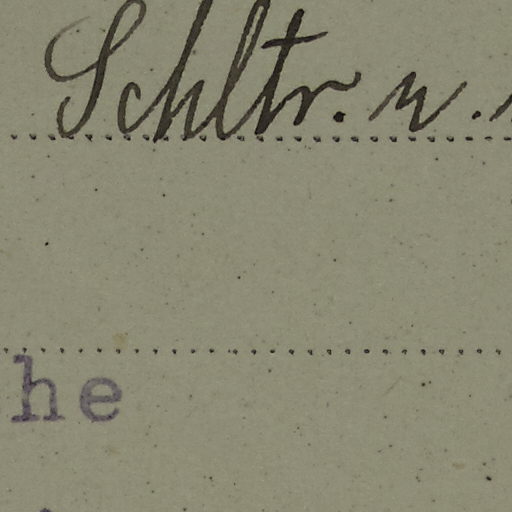 Schltr. n.
he